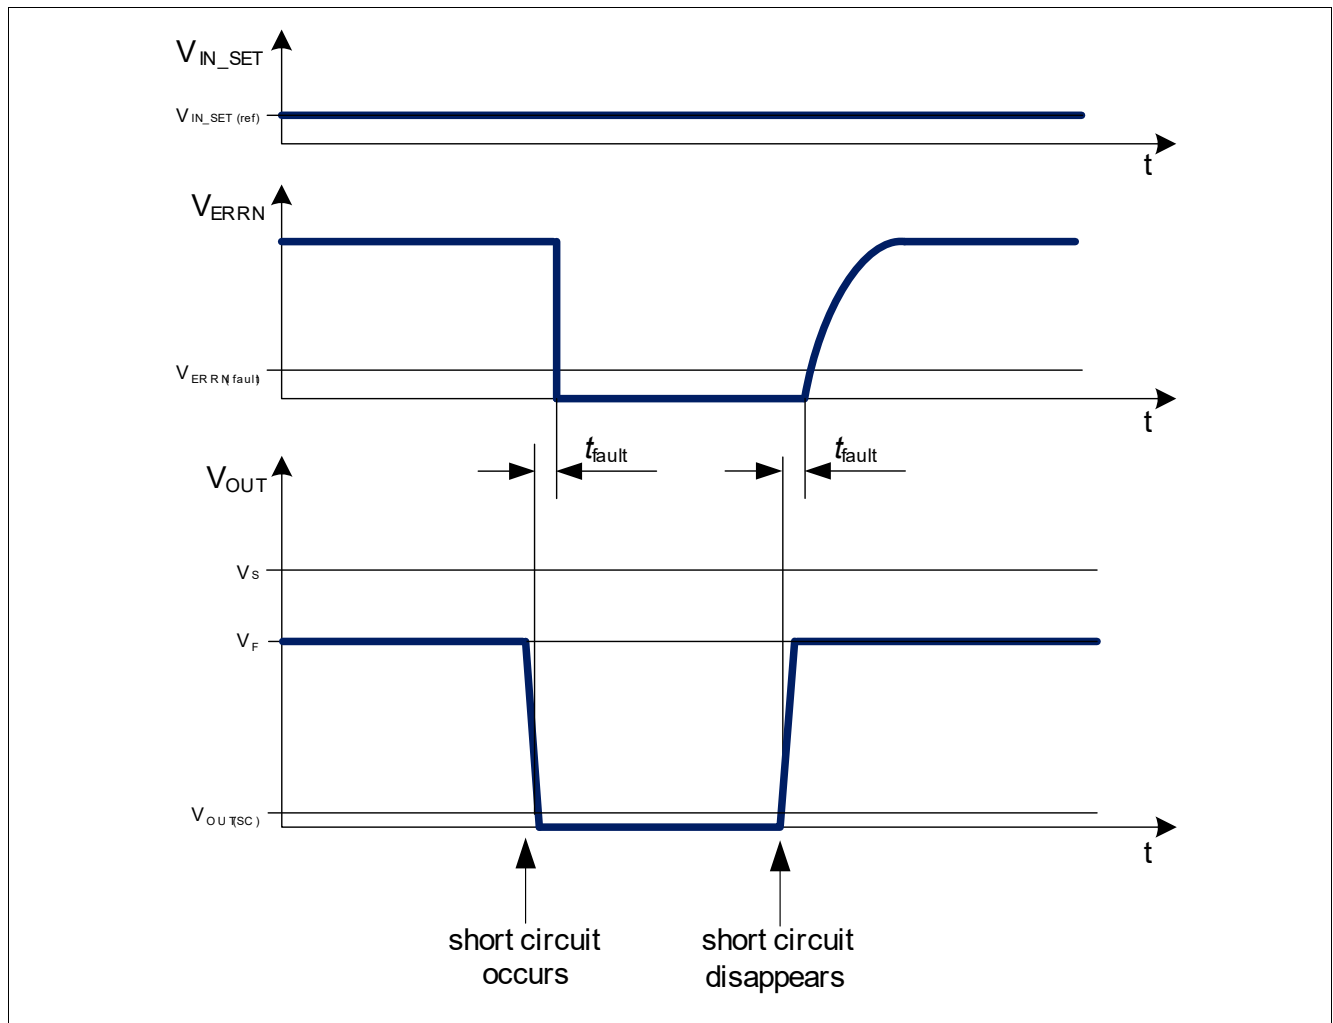 VIN_SET
VIN_SET (ref)
t
VERRN
VERRN(fault)
t
tfault
tfault
VOUT
VS
VF
VOUT(SC)
t
short circuit
occurs
short circuit
disappears